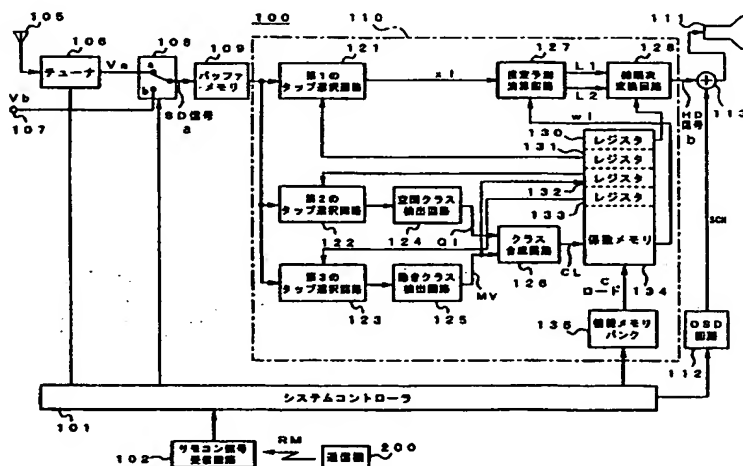 100
110
105
106
チューナ
Va
108
a
b
109
バッファ
メモリ
Vb
107
SD信号
a
121
第1の
タップ選択回路
x1
127
推定予測
演算回路
L1
L2
128
線順次
変換回路
111
113
HD
信号
b
w1
130
131
132
133
レジスタ
レジスタ
レジスタ
レジスタ
係数メモリ
134
第2の
タップ選択回路
122
空間クラス
検出回路
124
Q1
第3の
タップ選択回路
123
動きクラス
検出回路
125
MV
クラス
合成回路
126
CL
C
ロード
135
情報メモリ
バンク
SCH
OSD
回路
112
システムコントローラ
101
リモコン信号
受信回路
102
RM
送信機
200